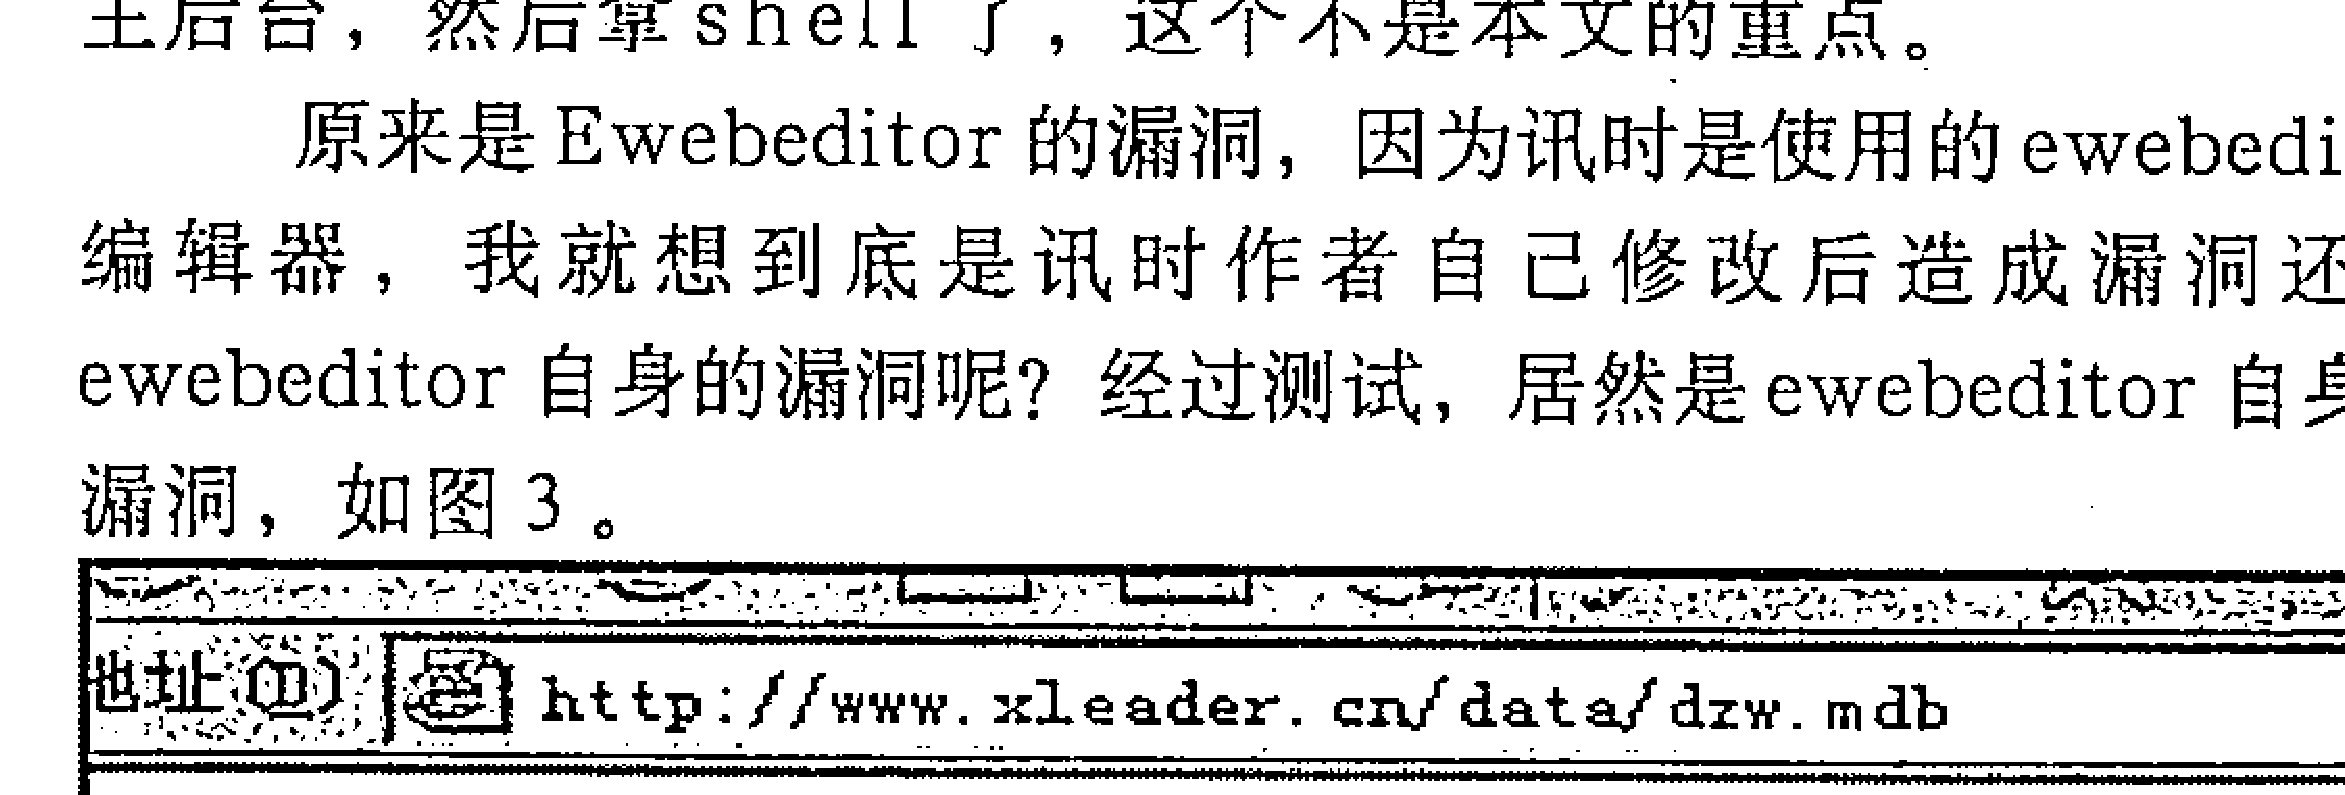 后台，然后拿shell了，这个不是本文的重点。
原来是Ewebeditor的漏洞，因为讯时是使用的ewebedi
编辑器，我就想到底是讯时作者自己修改后造成漏洞还
ewebeditor自身的漏洞呢？经过测试，居然是ewebeditor自身
漏洞，如图3。
地址(D) http://www.xleader.cn/data/dzw.mdb